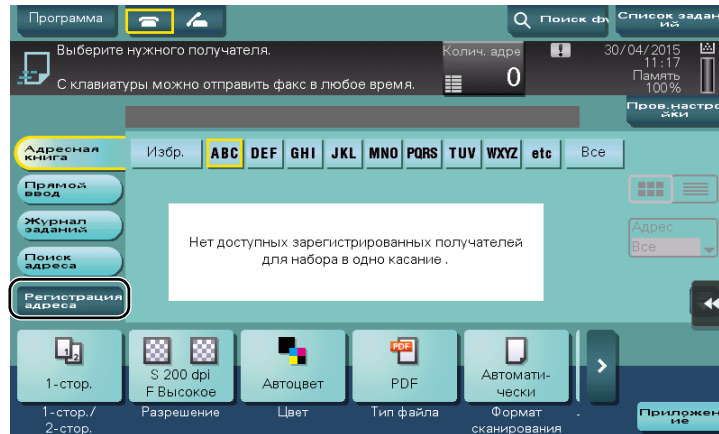 Программа
Поиск фу
Список задан
ий
Выберите нужного получателя.
С клавиатуры можно отправить факс в любое время.
Колич. адре
0
30/04/2015
11:17
Память
100%
Пров.настро
йки
Адресная
книга
Избр.
ABC
DEF
GHI
JKL
MNO
PQRS
TUV
WXYZ
etc
Все
Прямой
ввод
Журнал
заданий
Поиск
адреса
Регистрация
адреса
Нет доступных зарегистрированных получателей
для набора в одно касание .
Адрес
Все
1-стор.
S 200 dpi
F Высокое
Автоцвет
PDF
PDF
Автомати-
чески
1-стор./
2-стор.
Разрешение
Цвет
Тип файла
Формат
сканирования
Приложен
ие